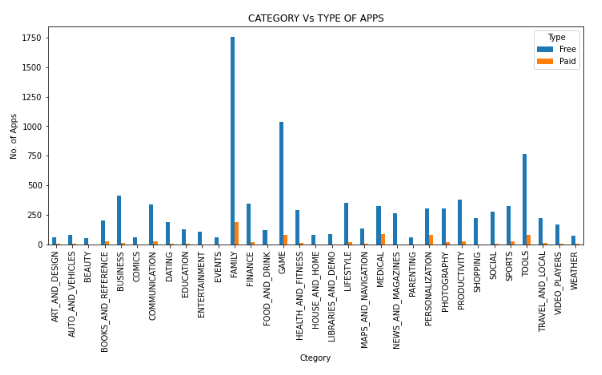 CATEGORY Vs TYPE OF APPS
Type
Free
Paid
No. of Apps
1750
1500
1250
1000
750
500
250
0
ART_AND_DESIGN
AUTO_AND_VEHICLES
BEAUTY
BOOKS_AND_REFERENCE
BUSINESS
COMICS
COMMUNICATION
DATING
EDUCATION
ENTERTAINMENT
EVENTS
FAMILY
FINANCE
FOOD_AND_DRINK
GAME
HEALTH_AND_FITNESS
HOUSE_AND_HOME
LIBRARIES_AND_DEMO
LIFESTYLE
MAPS_AND_NAVIGATION
MEDICAL
NEWS_AND_MAGAZINES
PARENTING
PERSONALIZATION
PHOTOGRAPHY
PRODUCTIVITY
SHOPPING
SOCIAL
SPORTS
TOOLS
TRAVEL_AND_LOCAL
VIDEO_PLAYERS
WEATHER
Ctegory